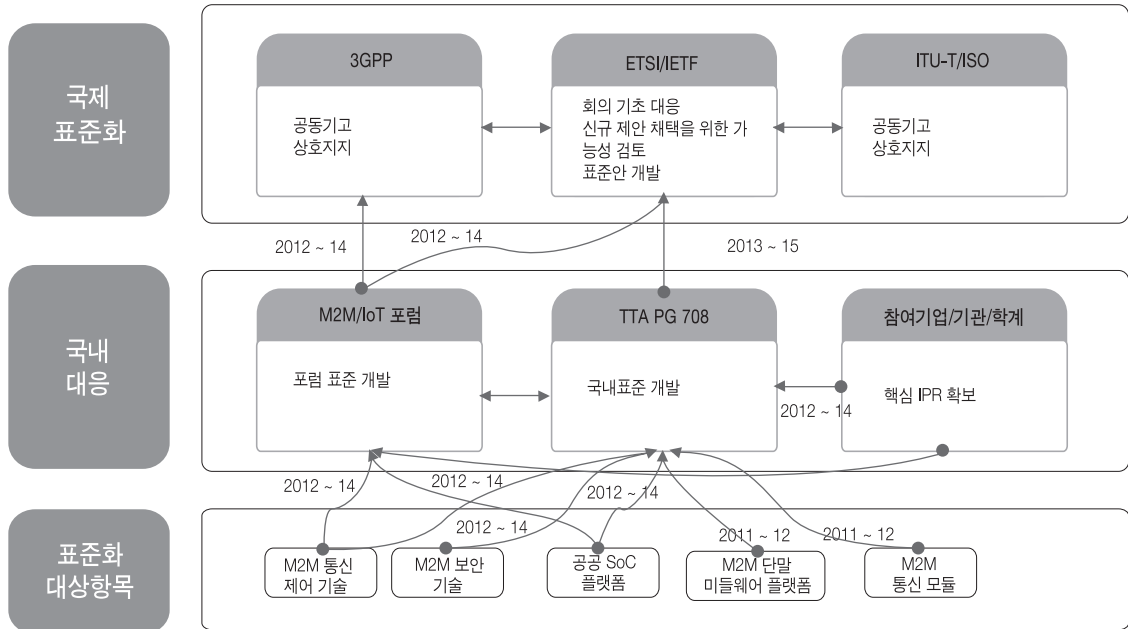 국제
표준화
3GPP
공동기고
상호지지
ETSI/IETF
회의 기초 대응
신규 제안 채택을 위한 가
능성 검토
표준안 개발
ITU-T/ISO
공동기고
상호지지
2012 ~ 14
2012 ~ 14
2013 ~ 15
국내
대응
M2M/IoT 포럼
포럼 표준 개발
TTA PG 708
국내표준 개발
참여기업/기관/학계
핵심 IPR 확보
2012 ~ 14
2012 ~ 14
2012 ~ 14
2012 ~ 14
2012 ~ 14
2011 ~ 12
2011 ~ 12
표준화
대상항목
M2M 통신
제어 기술
M2M 보안
기술
공공 SoC
플랫폼
M2M 단말
미들웨어 플랫폼
M2M
통신 모듈